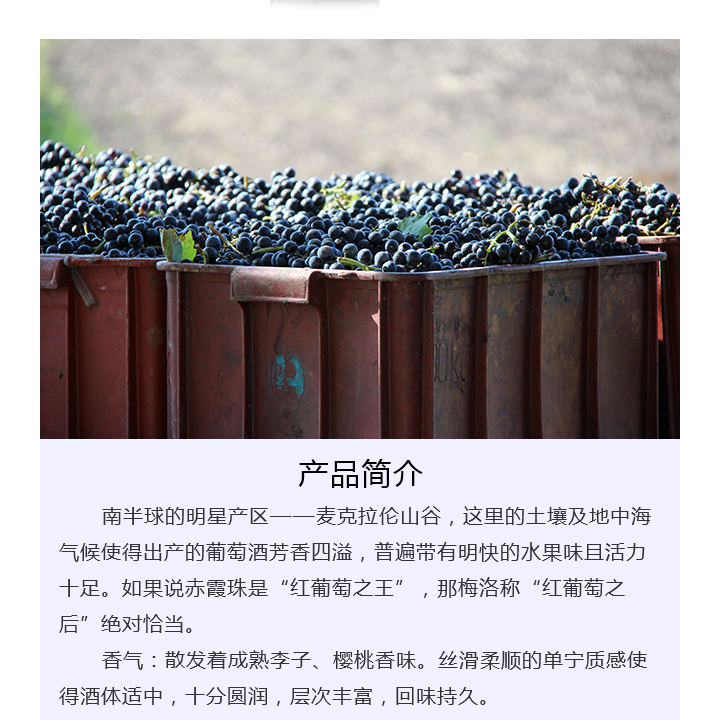 产品简介
南半球的明星产区——麦克拉伦山谷，这里的土壤及地中海
气候使得出产的葡萄酒芳香四溢，普遍带有明快的水果味且活力
十足。如果说赤霞珠是“红葡萄之王”，那梅洛称“红葡萄之
后”绝对恰当。
香气：散发着成熟李子、樱桃香味。丝滑柔顺的单宁质感使
得酒体适中，十分圆润，层次丰富，回味持久。